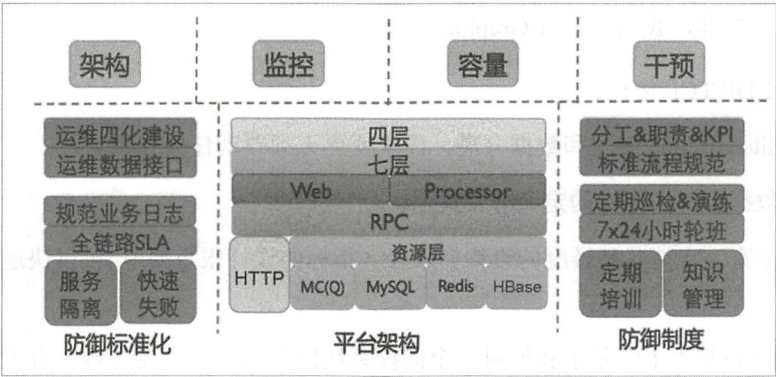 架构 监控 容量 干预
运维四化建设
运维数据接口
规范业务日志
全链路SLA
服务隔离 快速失败
防御标准化
四层
七层
Web Processor
RPC
HTTP 资源层
MC(Q) MySQL Redis HBase
平台架构
分工&职责&KPI
标准流程规范
定期巡检&演练
7x24小时轮班
定期培训 知识管理
防御制度